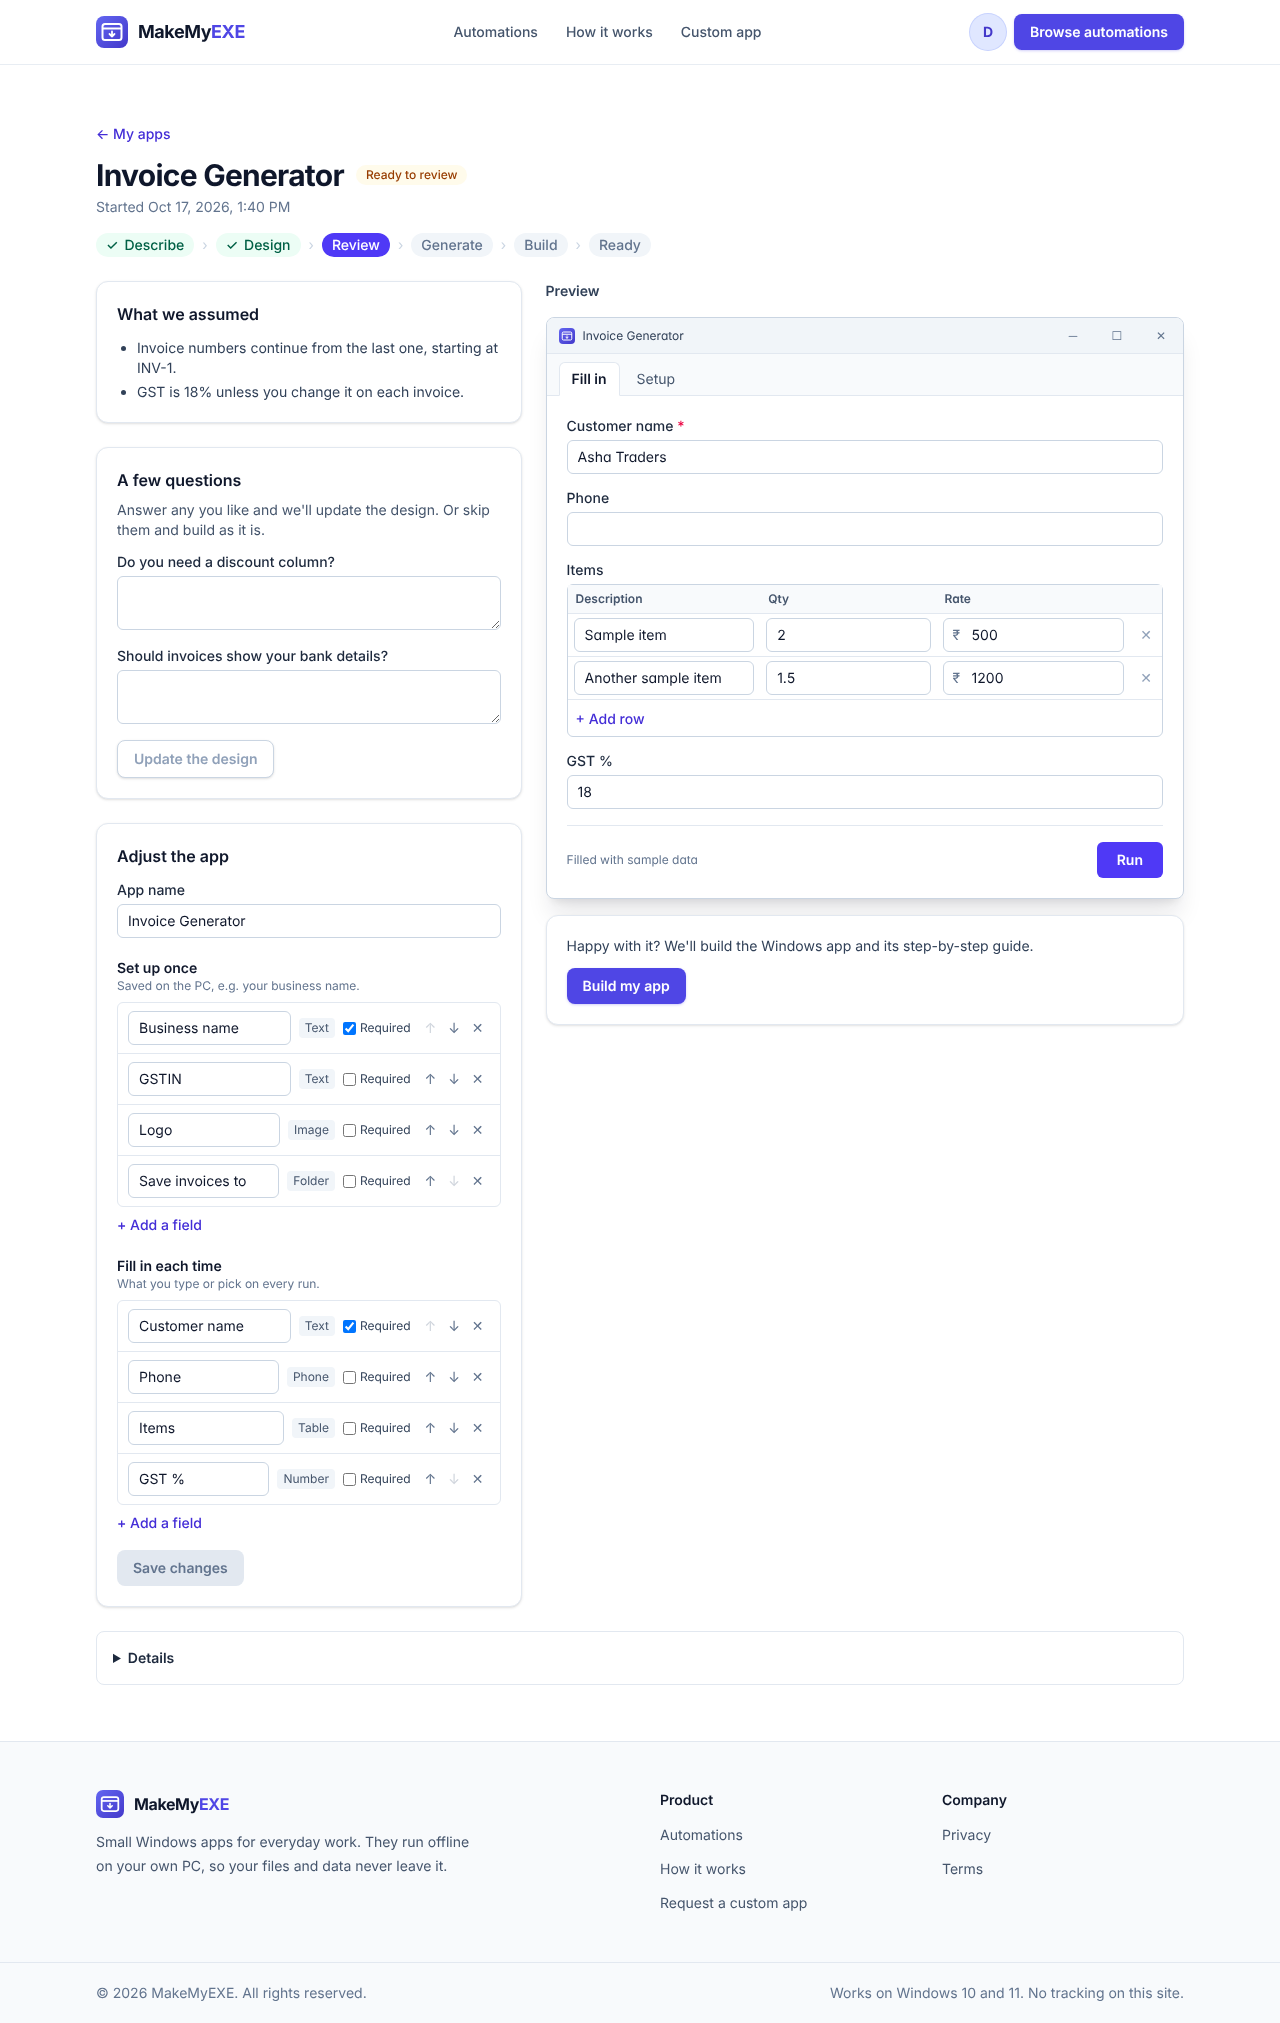 MakeMyEXE
Automations
How it works
Custom app
D
Browse automations
← My apps
Invoice Generator
Ready to review
Started Oct 17, 2026, 1:40 PM
✓ Describe › ✓ Design › Review › Generate › Build › Ready
What we assumed
• Invoice numbers continue from the last one, starting at
INV-1.
• GST is 18% unless you change it on each invoice.
A few questions
Answer any you like and we'll update the design. Or skip
them and build as it is.
Do you need a discount column?
Should invoices show your bank details?
Update the design
Adjust the app
App name
Invoice Generator
Set up once
Saved on the PC, e.g. your business name.
Business name Text Required ↑ ↓ ✕
GSTIN Text Required ↑ ↓ ✕
Logo Image Required ↑ ↓ ✕
Save invoices to Folder Required ↑ ↓ ✕
+ Add a field
Fill in each time
What you type or pick on every run.
Customer name Text Required ↑ ↓ ✕
Phone Phone Required ↑ ↓ ✕
Items Table Required ↑ ↓ ✕
GST % Number Required ↑ ↓ ✕
+ Add a field
Save changes
Preview
Invoice Generator
Fill in
Setup
Customer name *
Asha Traders
Phone
Items
Description Qty Rate
Sample item 2 ₹ 500 ✕
Another sample item 1.5 ₹ 1200 ✕
+ Add row
GST %
18
Filled with sample data
Run
Happy with it? We'll build the Windows app and its step-by-step guide.
Build my app
▶ Details
MakeMyEXE
Small Windows apps for everyday work. They run offline
on your own PC, so your files and data never leave it.
Product
Automations
How it works
Request a custom app
Company
Privacy
Terms
© 2026 MakeMyEXE. All rights reserved.
Works on Windows 10 and 11. No tracking on this site.